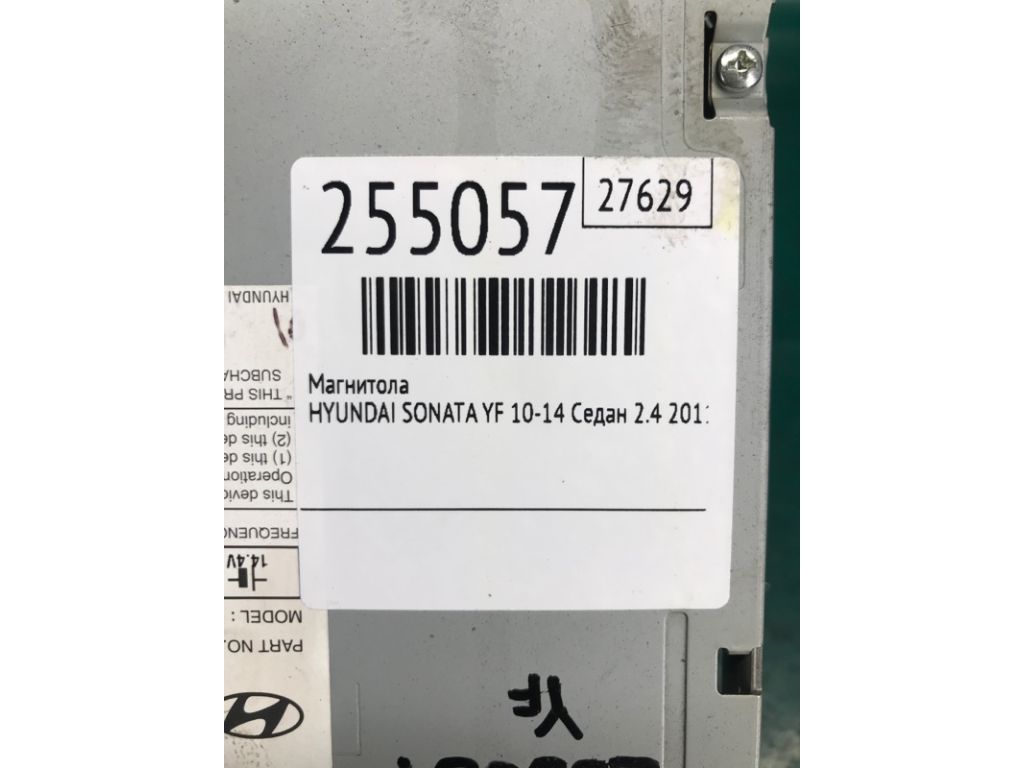 255057
27629
Магнитола
HYUNDAI SONATA YF 10-14 Седан 2.4
HYUNDAI
SUBCHA
" THIS PR
including
(2) this de
(1) this de
Operation
This devic
FREQUENC
14.4V
MODEL :
PART NO.
YF